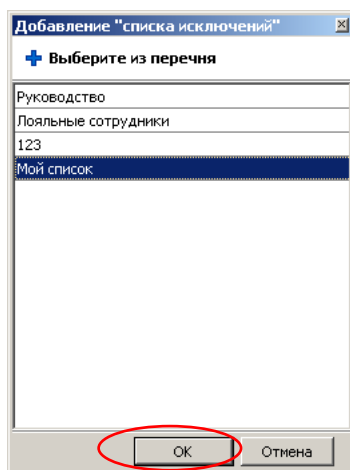 Добавление "списка исключений"
Выберите из перечня
Руководство
Лояльные сотрудники
123
Мой список
OK
Отмена